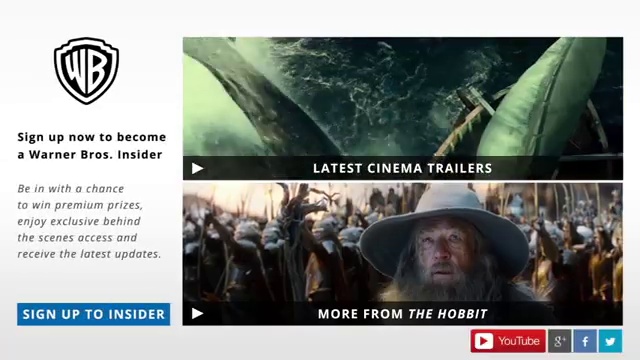 WB
Sign up now to become
a Warner Bros. Insider
Be in with a chance
to win premium prizes,
enjoy exclusive behind
the scenes access and
receive the latest updates.
SIGN UP TO INSIDER
LATEST CINEMA TRAILERS
MORE FROM THE HOBBIT
YouTube
g+
f